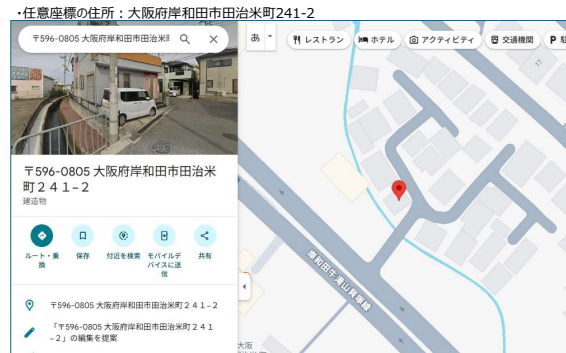 ・任意座標の住所：大阪府岸和田市田治米町241-2
〒596-0805 大阪府岸和田市田治米町
あ
レストラン
ホテル
アクティビティ
交通機関
P 駐
〒596-0805 大阪府岸和田市田治米
町２４１−２
建造物
ルート・乗
換
保存
付近を検索
モバイルデ
バイスに送
信
共有
〒596-0805 大阪府岸和田市田治米町２４１−２
「〒596-0805 大阪府岸和田市田治米町２４１
−２」の編集を提案
岸和田牛滝山貝塚線
17
大阪